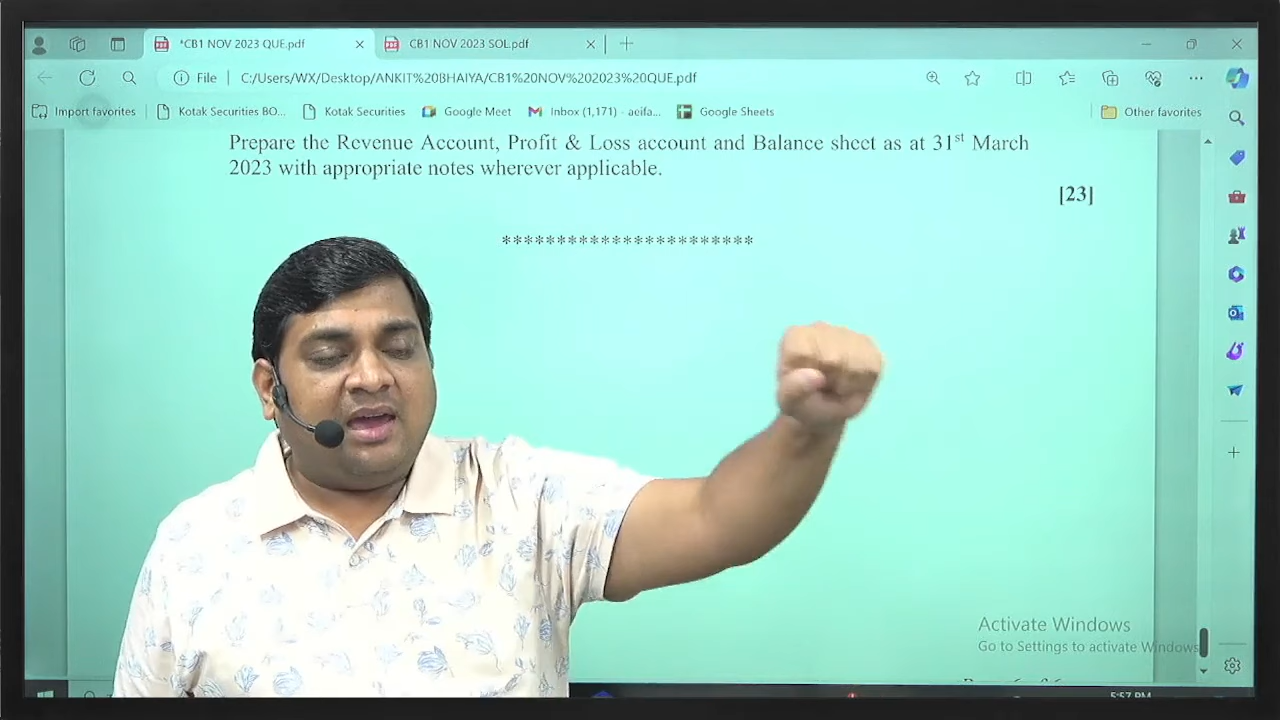 *CB1 NOV 2023 QUE.pdf
CB1 NOV 2023 SOL.pdf
File
C:/Users/WX/Desktop/ANKIT%20BHAIYA/CB1%20NOV%202023%20QUE.pdf
Import favorites
Kotak Securities BO...
Kotak Securities
Google Meet
Inbox (1,171) - aeifa...
Google Sheets
Other favorites
Prepare the Revenue Account, Profit & Loss account and Balance sheet as at 31st March
2023 with appropriate notes wherever applicable.
[23]
***********************
Activate Windows
Go to Settings to activate Windows.
5:57 PM